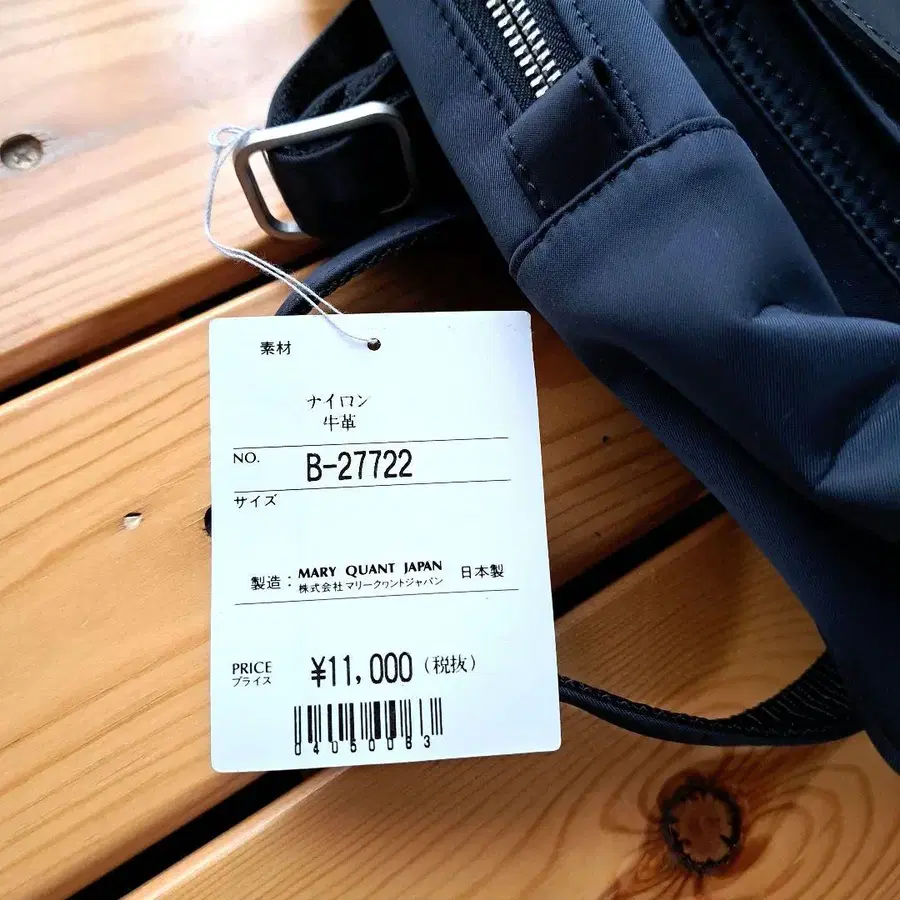 素材
ナイロン
牛革
NO. B-27722
サイズ
製造: MARY QUANT JAPAN 日本製
株式会社マリークヮントジャパン
PRICE ¥11,000 (税抜)
プライス
04050083